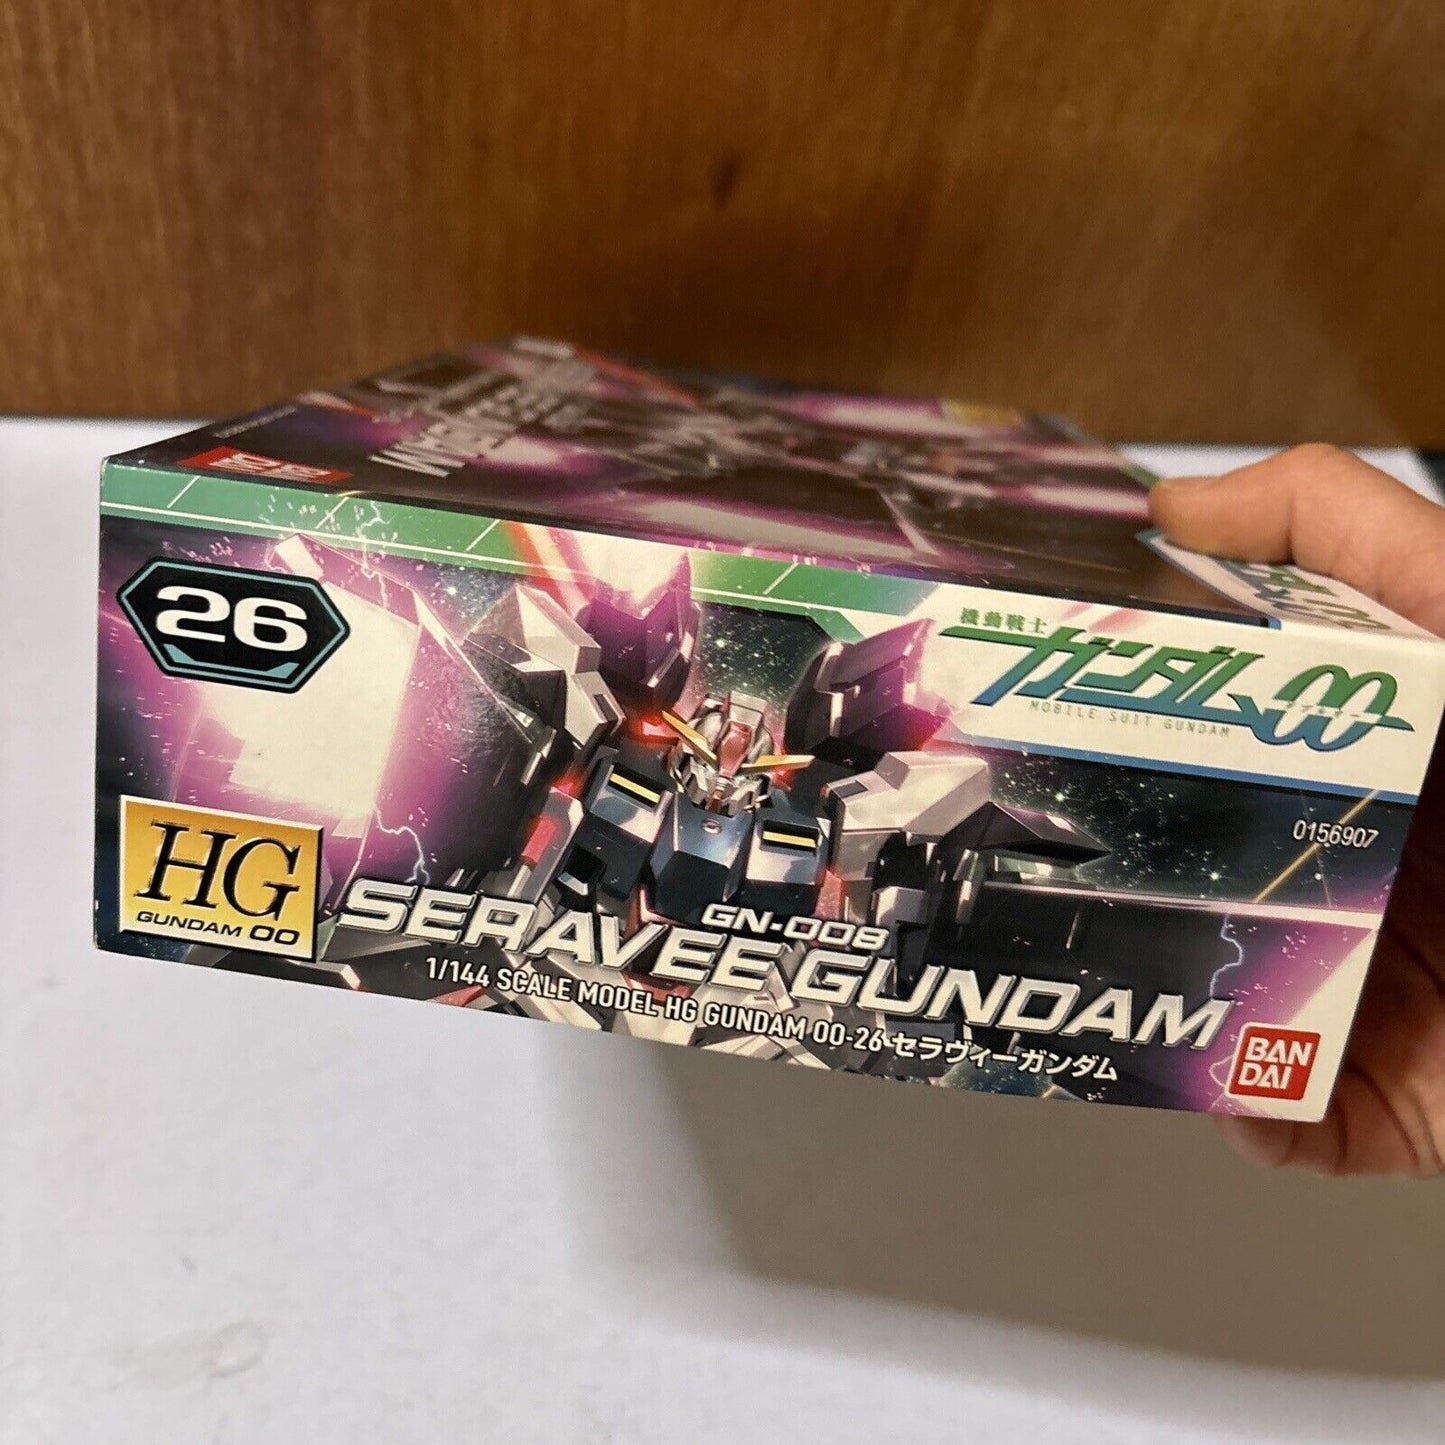 26
機動戦士
ガンダム00
MOBILE SUIT GUNDAM
0156907
HG
GUNDAM 00
GN-008
SERAVEE GUNDAM
1/144 SCALE MODEL HG GUNDAM 00-26 セラヴィーガンダム
BAN
DAI